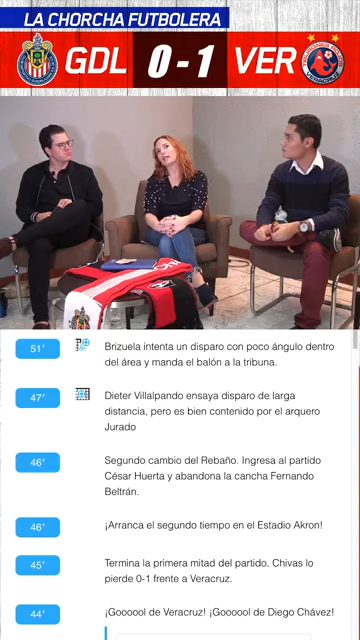 LA CHORCHA FUTBOLERA
GDL 0-1 VER
51'
Brizuela intenta un disparo con poco ángulo dentro
del área y manda el balón a la tribuna.
47'
Dieter Villalpando ensaya disparo de larga
distancia, pero es bien contenido por el arquero
Jurado
46'
Segundo cambio del Rebaño. Ingresa al partido
César Huerta y abandona la cancha Fernando
Beltrán.
46'
¡Arranca el segundo tiempo en el Estadio Akron!
45'
Termina la primera mitad del partido. Chivas lo
pierde 0-1 frente a Veracruz.
44'
¡Goooool de Veracruz! ¡Goooool de Diego Chávez!